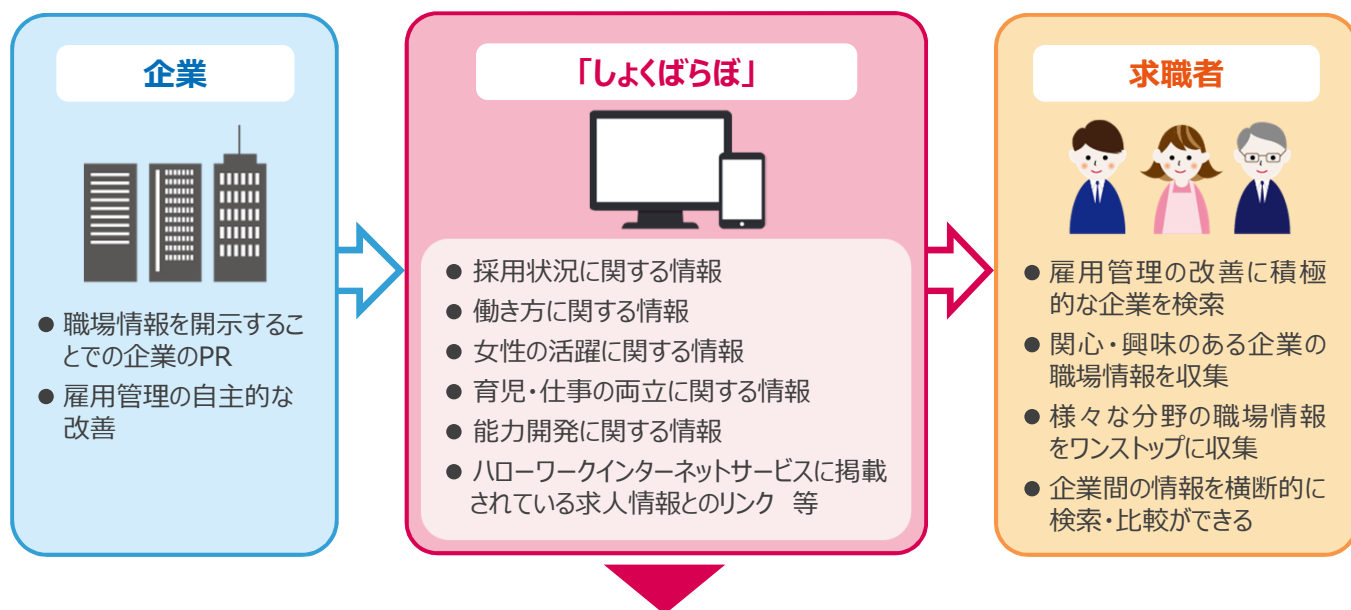 企業
● 職場情報を開示するこ
とでの企業のPR
● 雇用管理の自主的な
改善
「しょくばらぼ」
● 採用状況に関する情報
● 働き方に関する情報
● 女性の活躍に関する情報
● 育児・仕事の両立に関する情報
● 能力開発に関する情報
● ハローワークインターネットサービスに掲載
されている求人情報とのリンク 等
求職者
● 雇用管理の改善に積極
的な企業を検索
● 関心・興味のある企業の
職場情報を収集
● 様々な分野の職場情報
をワンストップに収集
● 企業間の情報を横断的に
検索・比較ができる